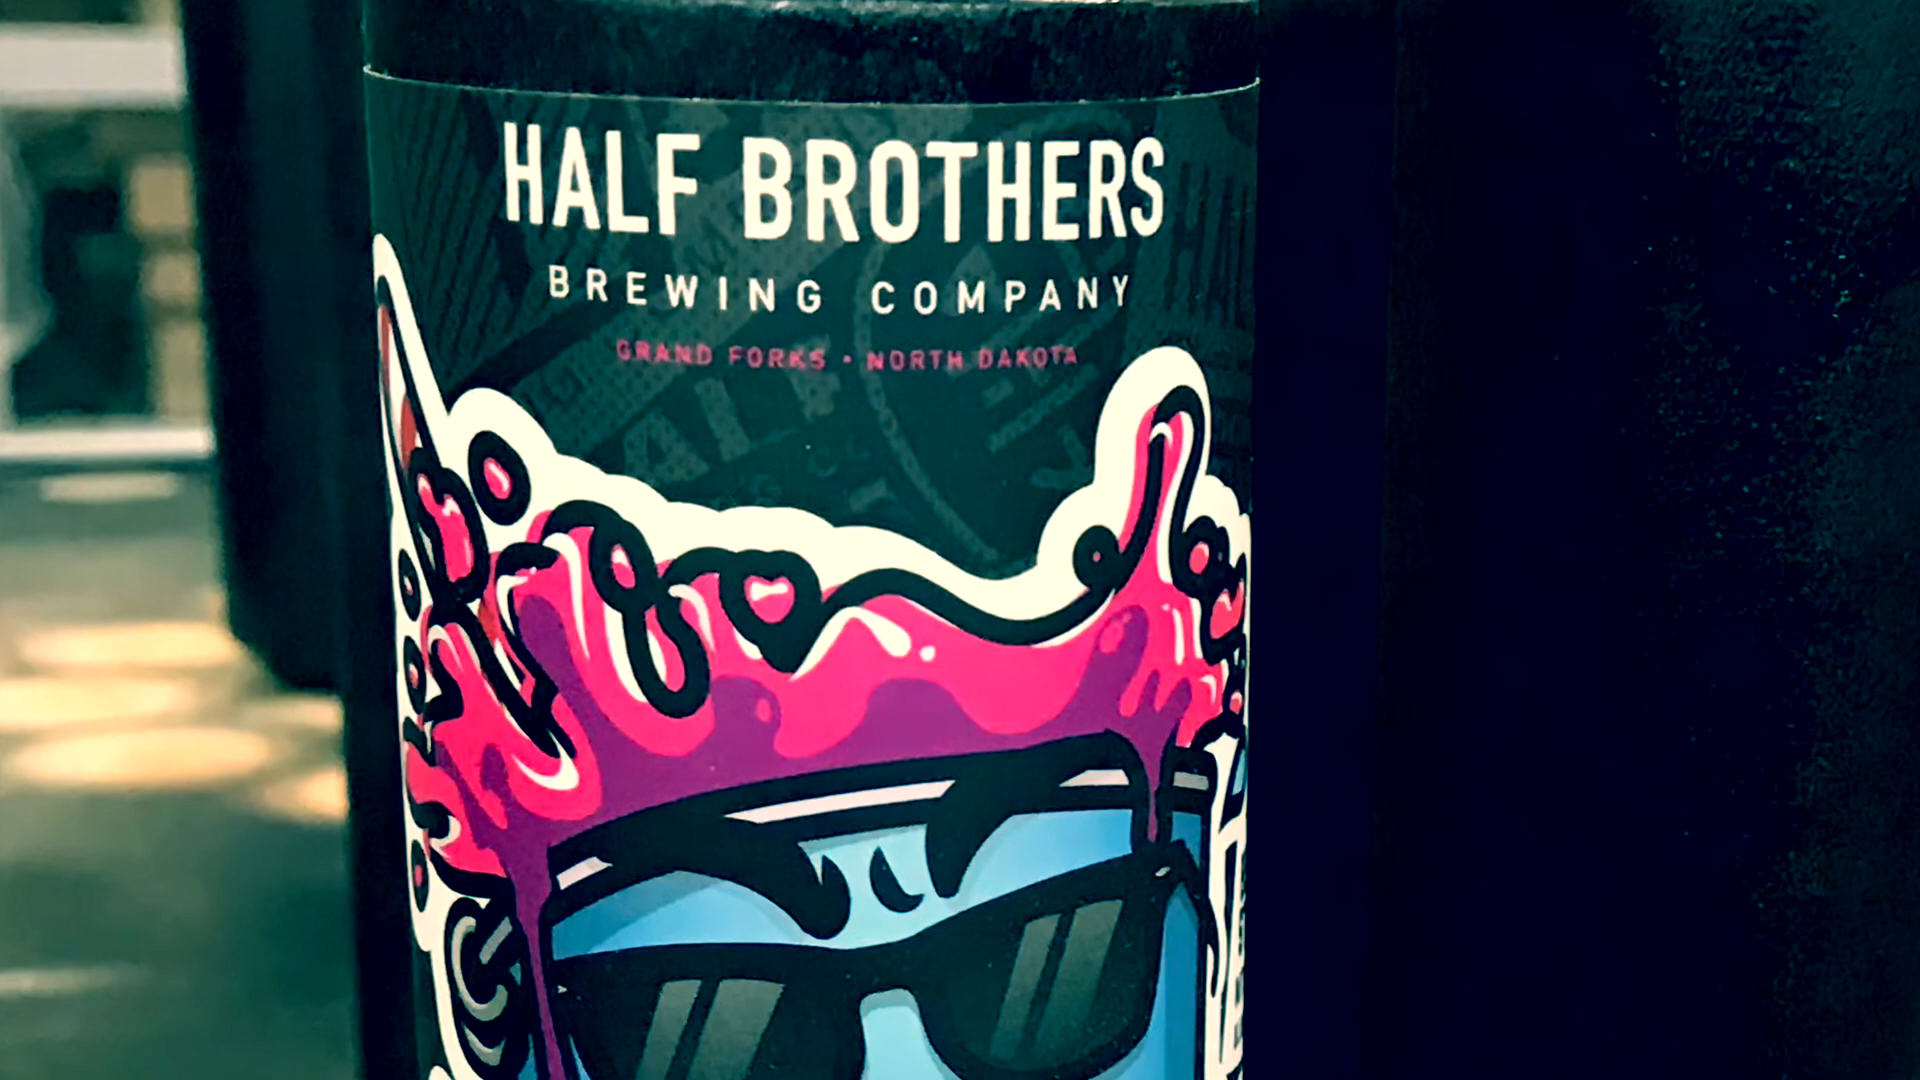 HALF BROTHERS
BREWING COMPANY
GRAND FORKS • NORTH DAKOTA